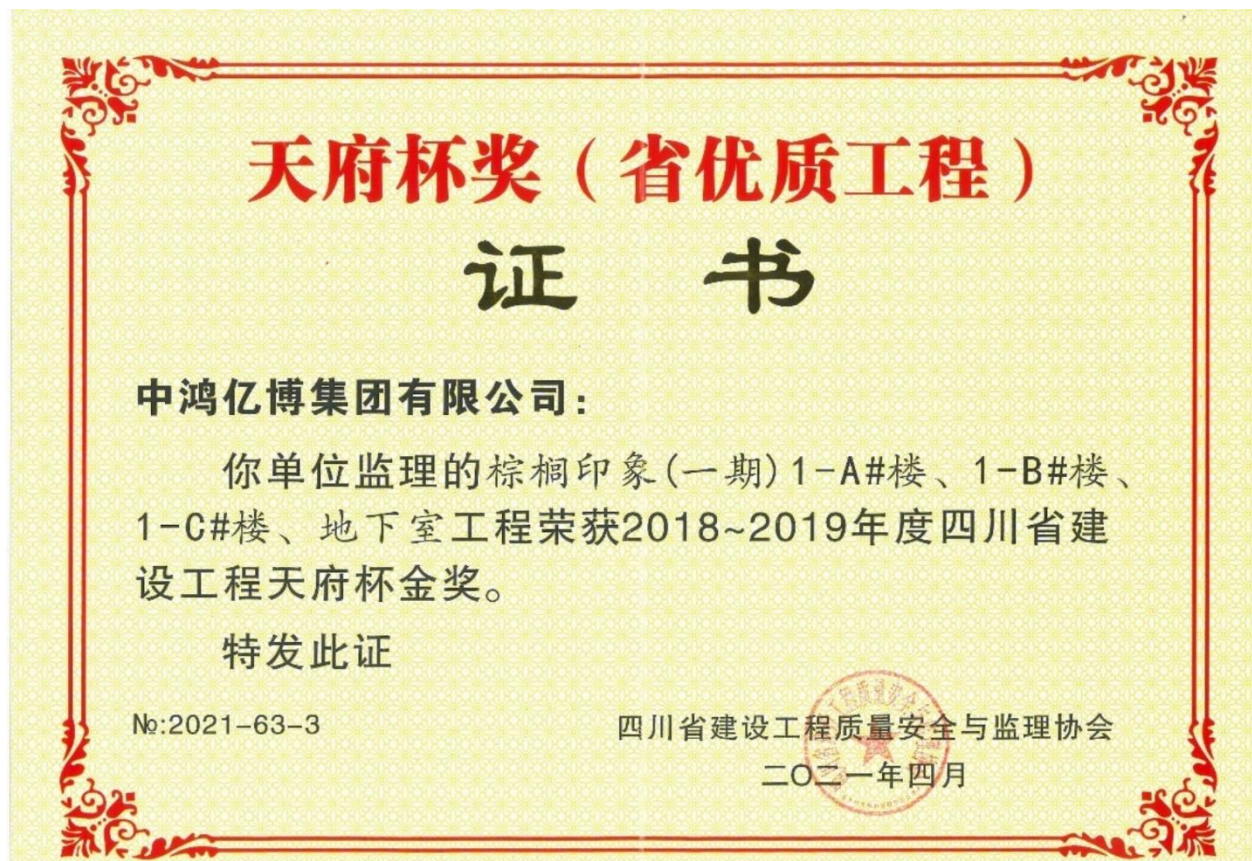 天府杯奖（省优质工程）
证 书
中鸿亿博集团有限公司：
你单位监理的棕榈印象(一期)1-A#楼、1-B#楼、
1-C#楼、地下室工程荣获2018~2019年度四川省建
设工程天府杯金奖。
特发此证
№:2021-63-3
四川省建设工程质量安全与监理协会
二〇二一年四月